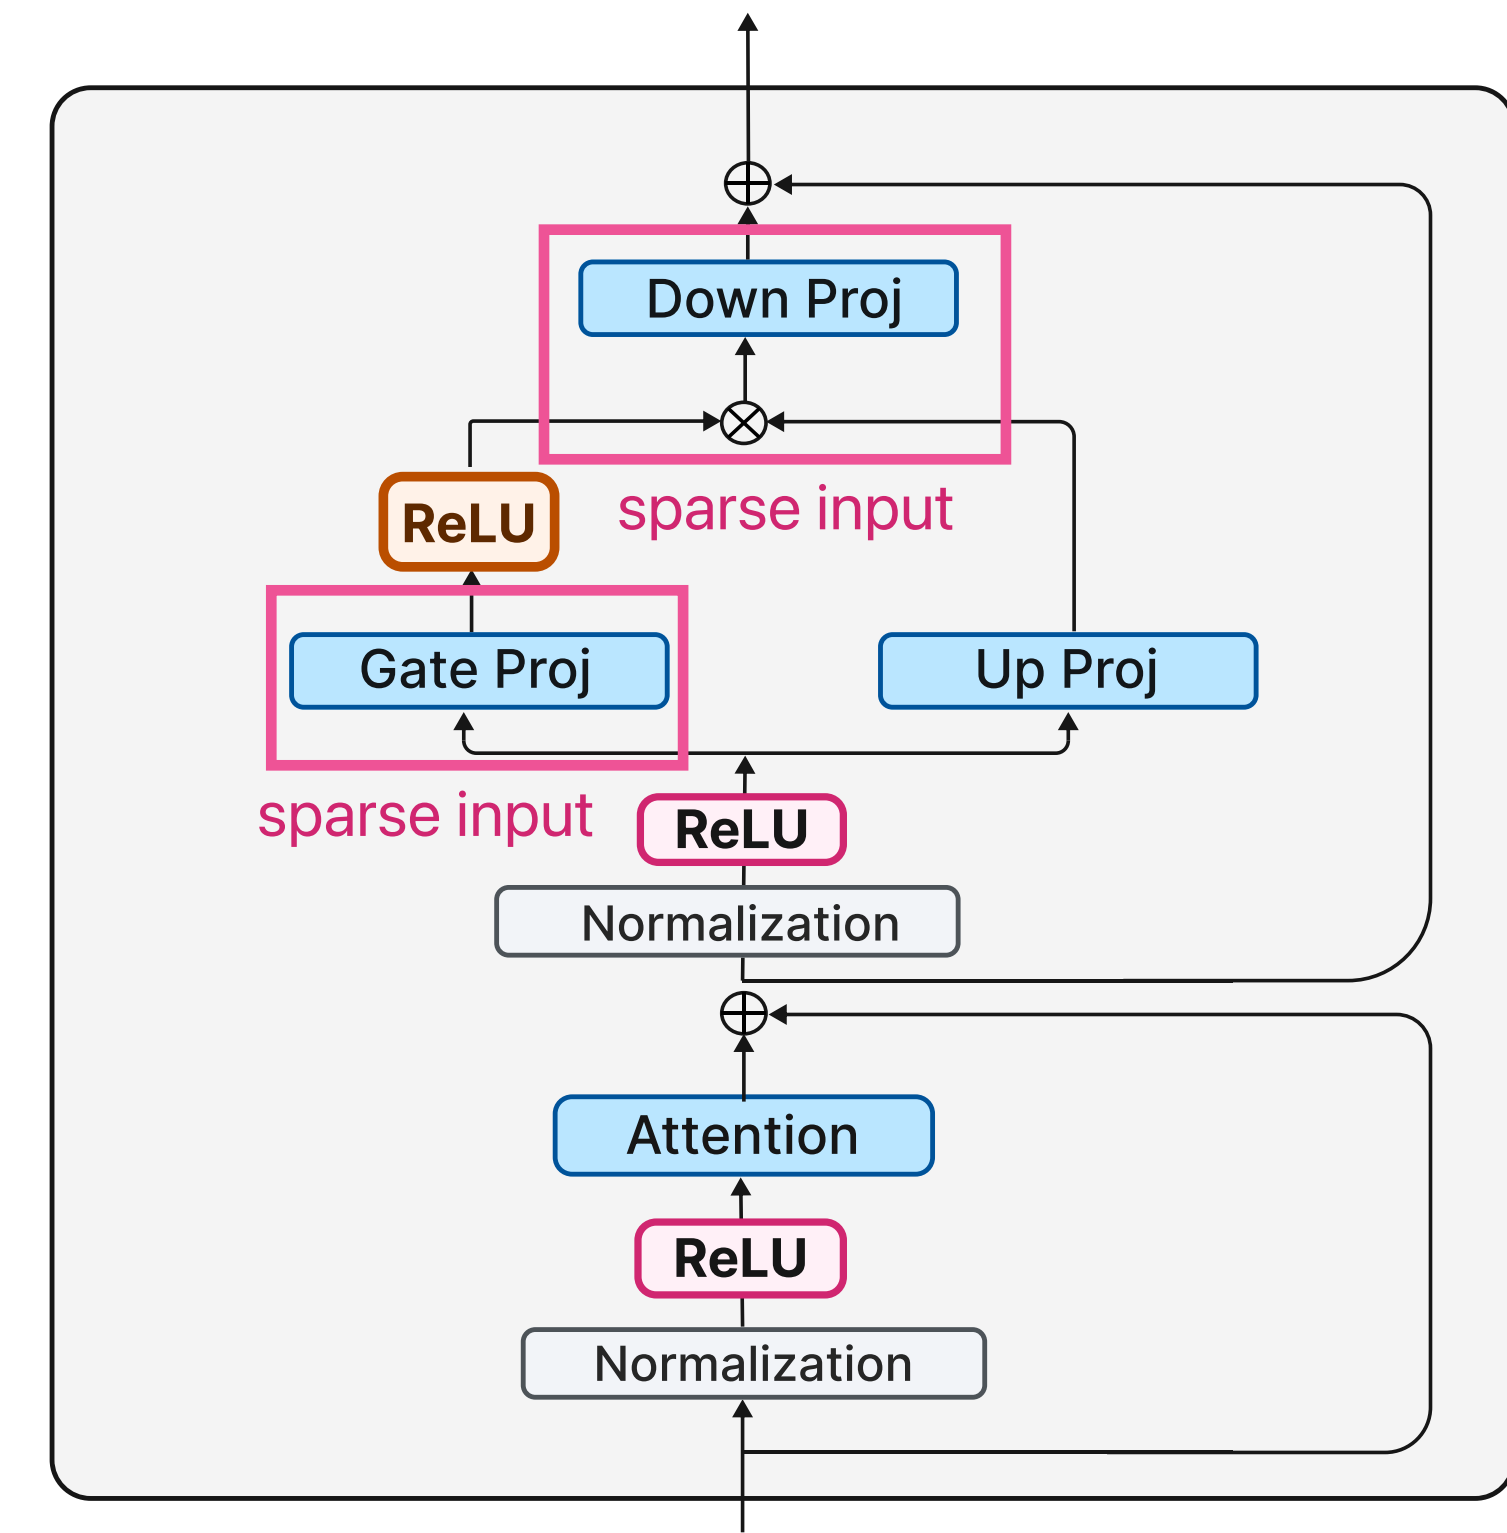 Down Proj
ReLU
sparse input
Gate Proj
Up Proj
sparse input
ReLU
Normalization
Attention
ReLU
Normalization